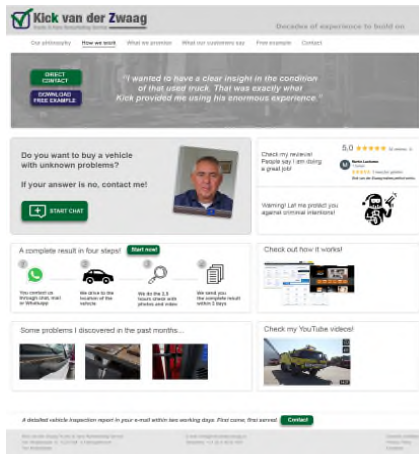 Kick van der Zwaag
Decades of experience to build on
Our philosophy How we work What we promise What our customers say Free example Contact
DIRECT
CONTACT
DOWNLOAD
FREE EXAMPLE
"I wanted to have a clear insight in the condition
of that used truck. That was exactly what
Kick provided me using his enormous experience."
Do you want to buy a vehicle
with unknown problems?
If your answer is no, contact me!
START CHAT
Check my reviews!
People say I am doing
a great job!
5,0
Warning! Let me protect you
against criminal intentions!
A complete result in four steps! Start now!
1 2 3 4
You contact us
through chat, mail
or Whatsapp
We drive to the
location of the
vehicle
We do the 2,5
hours check with
photos and video
We send you
the complete result
within 2 days
Check out how it works!
Some problems I discovered in the past months...
Check my YouTube videos!
A detailed vehicle inspection report in your e-mail within two working days. First come, first served. Contact